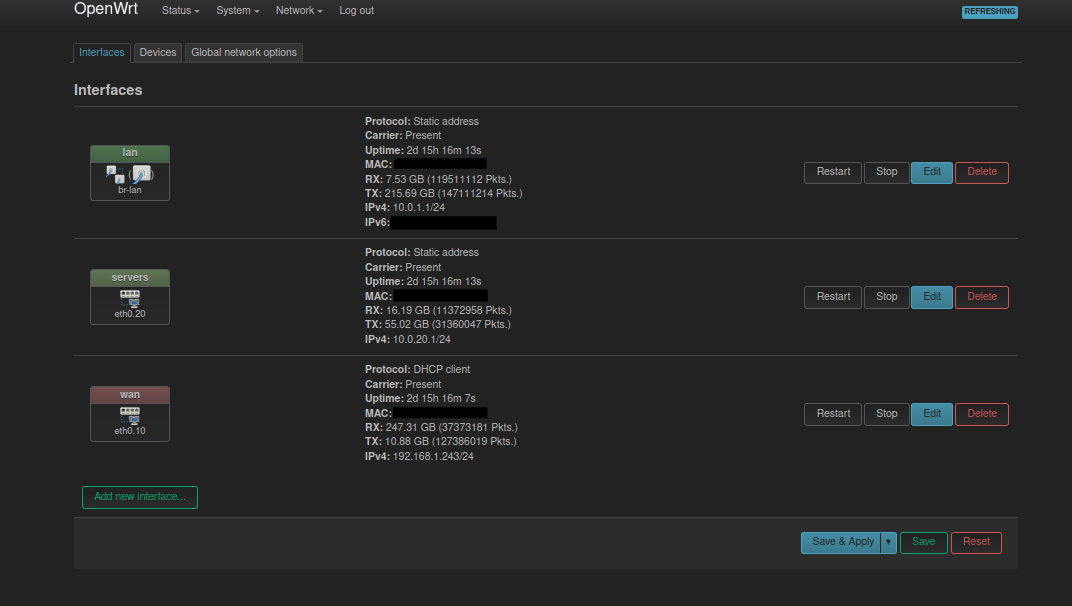 OpenWrt Status System Network Log out REFRESHING
Interfaces Devices Global network options
Interfaces
lan
br-lan
Protocol: Static address
Carrier: Present
Uptime: 2d 15h 16m 13s
MAC:
RX: 7.53 GB (119511112 Pkts.)
TX: 215.69 GB (147111214 Pkts.)
IPv4: 10.0.1.1/24
IPv6:
Restart Stop Edit Delete
servers
eth0.20
Protocol: Static address
Carrier: Present
Uptime: 2d 15h 16m 13s
MAC:
RX: 16.19 GB (11372958 Pkts.)
TX: 55.02 GB (31360047 Pkts.)
IPv4: 10.0.20.1/24
Restart Stop Edit Delete
wan
eth0.10
Protocol: DHCP client
Carrier: Present
Uptime: 2d 15h 16m 7s
MAC:
RX: 247.31 GB (37373181 Pkts.)
TX: 10.88 GB (127386019 Pkts.)
IPv4: 192.168.1.243/24
Restart Stop Edit Delete
Add new interface...
Save & Apply Save Reset